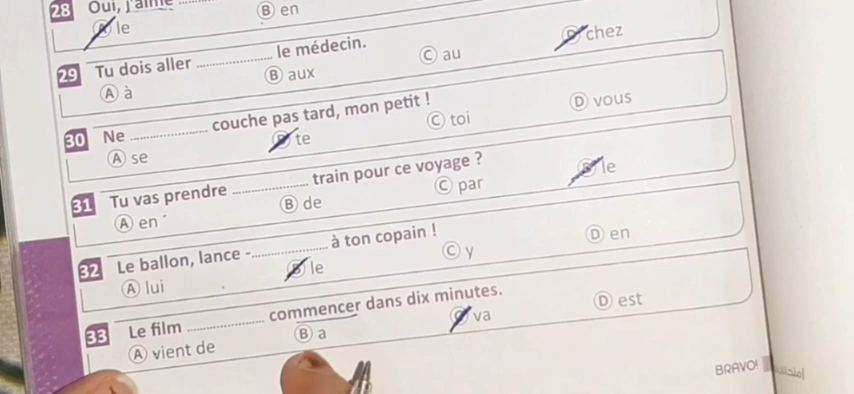 28 Oui, j'aime ............
A le B en
29 Tu dois aller ............ le médecin.
A à B aux C au D chez
30 Ne ............ couche pas tard, mon petit !
A se B te C toi D vous
31 Tu vas prendre ............ train pour ce voyage ?
A en B de C par D le
32 Le ballon, lance -............ à ton copain !
A lui B le C y D en
33 Le film ............ commencer dans dix minutes.
A vient de B a C va D est
BRAVO!